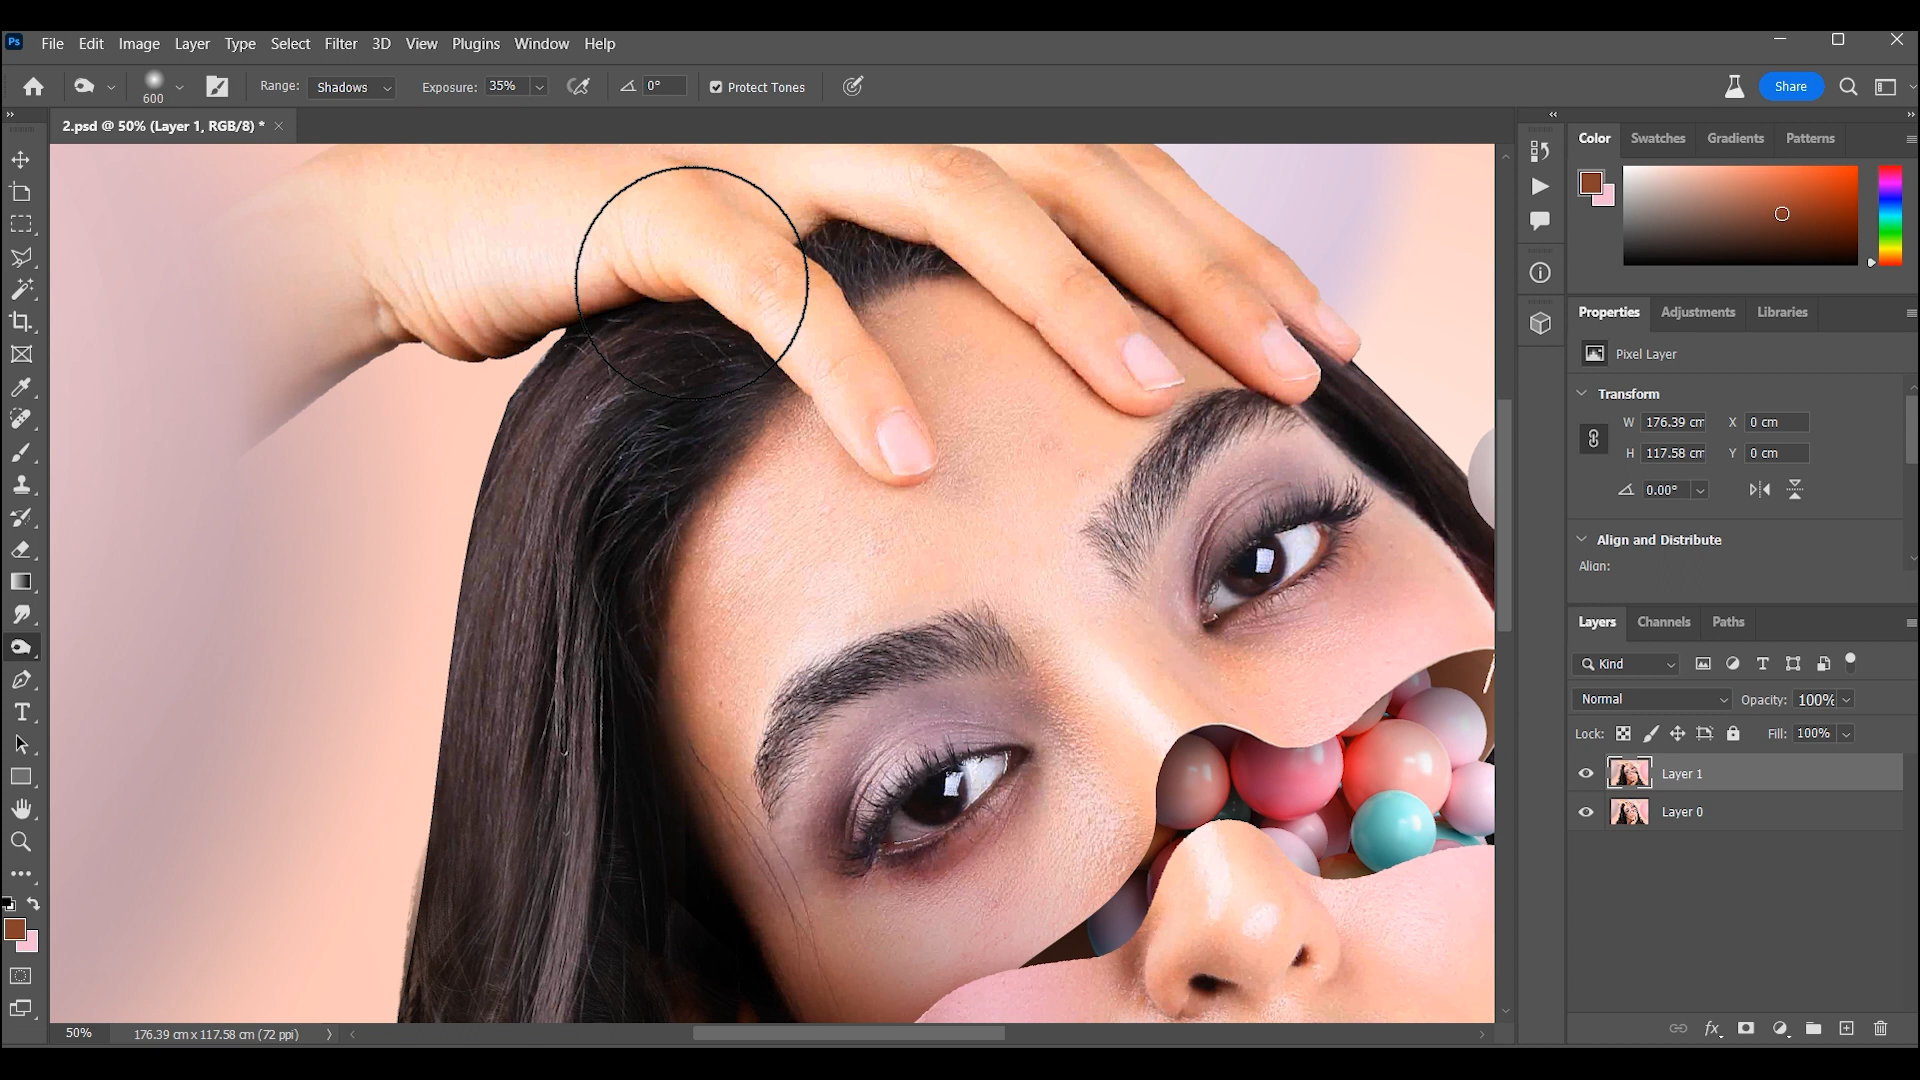 Ps File Edit Image Layer Type Select Filter 3D View Plugins Window Help
600 Range: Shadows Exposure: 35% 0° Protect Tones Share
2.psd @ 50% (Layer 1, RGB/8) *
Color Swatches Gradients Patterns
Properties Adjustments Libraries
Pixel Layer
Transform
W 176.39 cm X 0 cm
H 117.58 cm Y 0 cm
0.00°
Align and Distribute
Align:
Layers Channels Paths
Kind
Normal Opacity: 100%
Lock: Fill: 100%
Layer 1
Layer 0
fx
50% 176.39 cm x 117.58 cm (72 ppi)